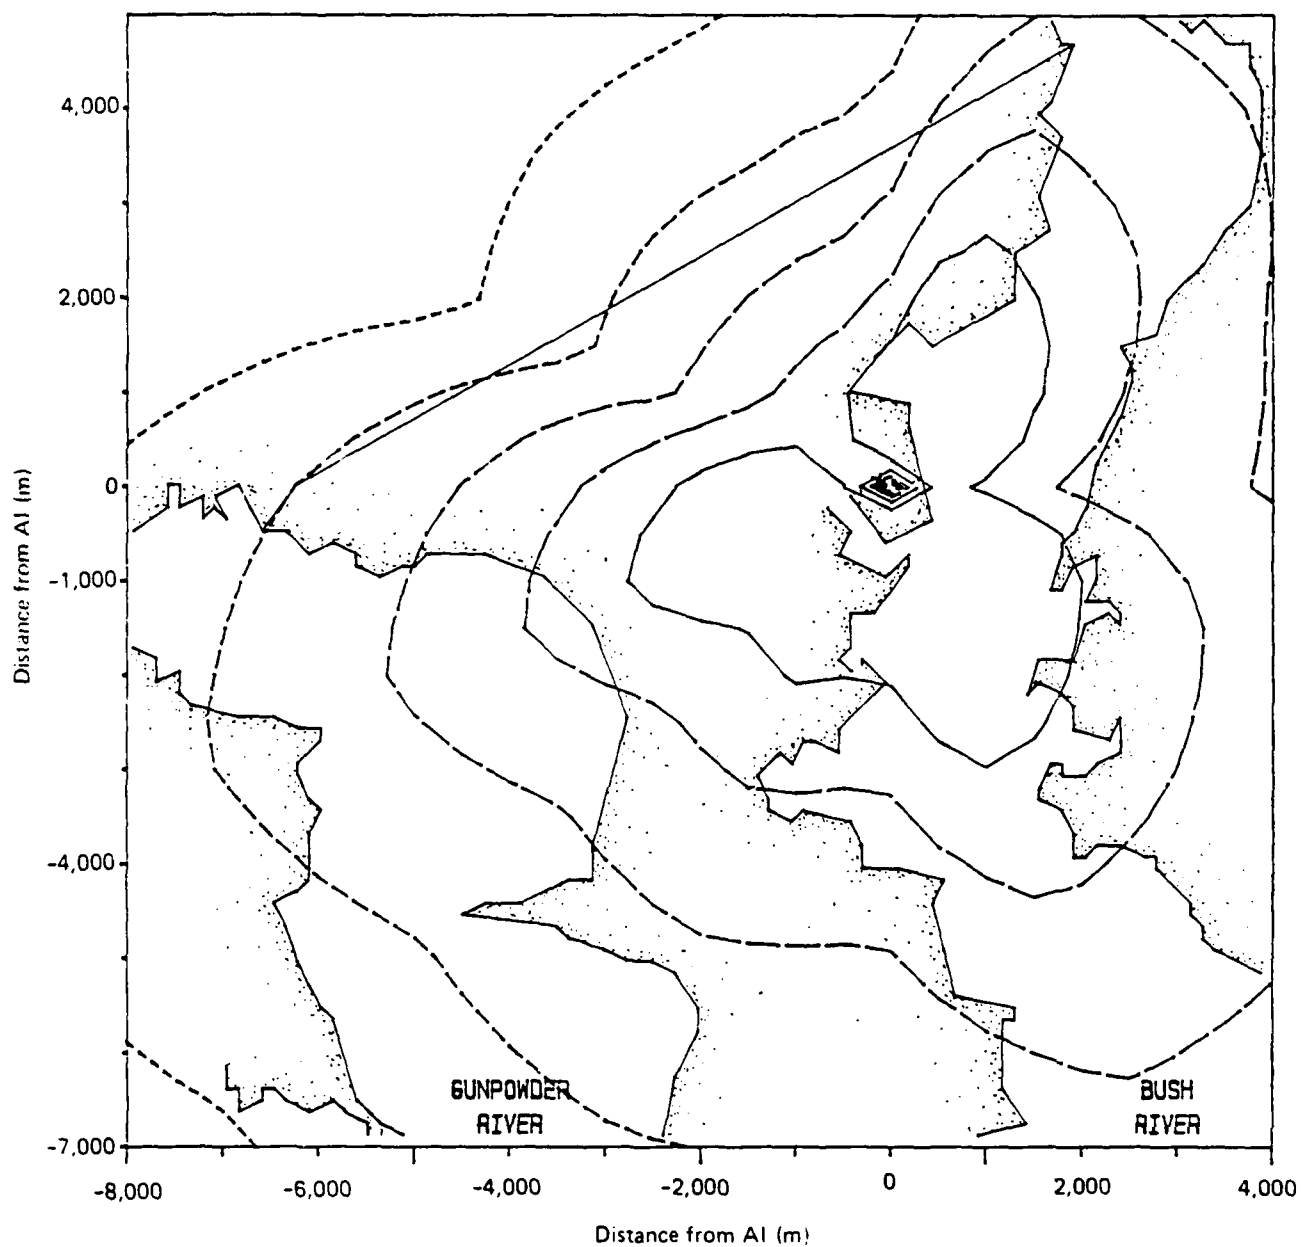 4,000
2,000
0
-1,000
-4,000
-7,000
Distance from AI (m)
GUNPOWDER
RIVER
BUSH
RIVER
-8,000
-6,000
-4,000
-2,000
0
2,000
4,000
Distance from AI (m)